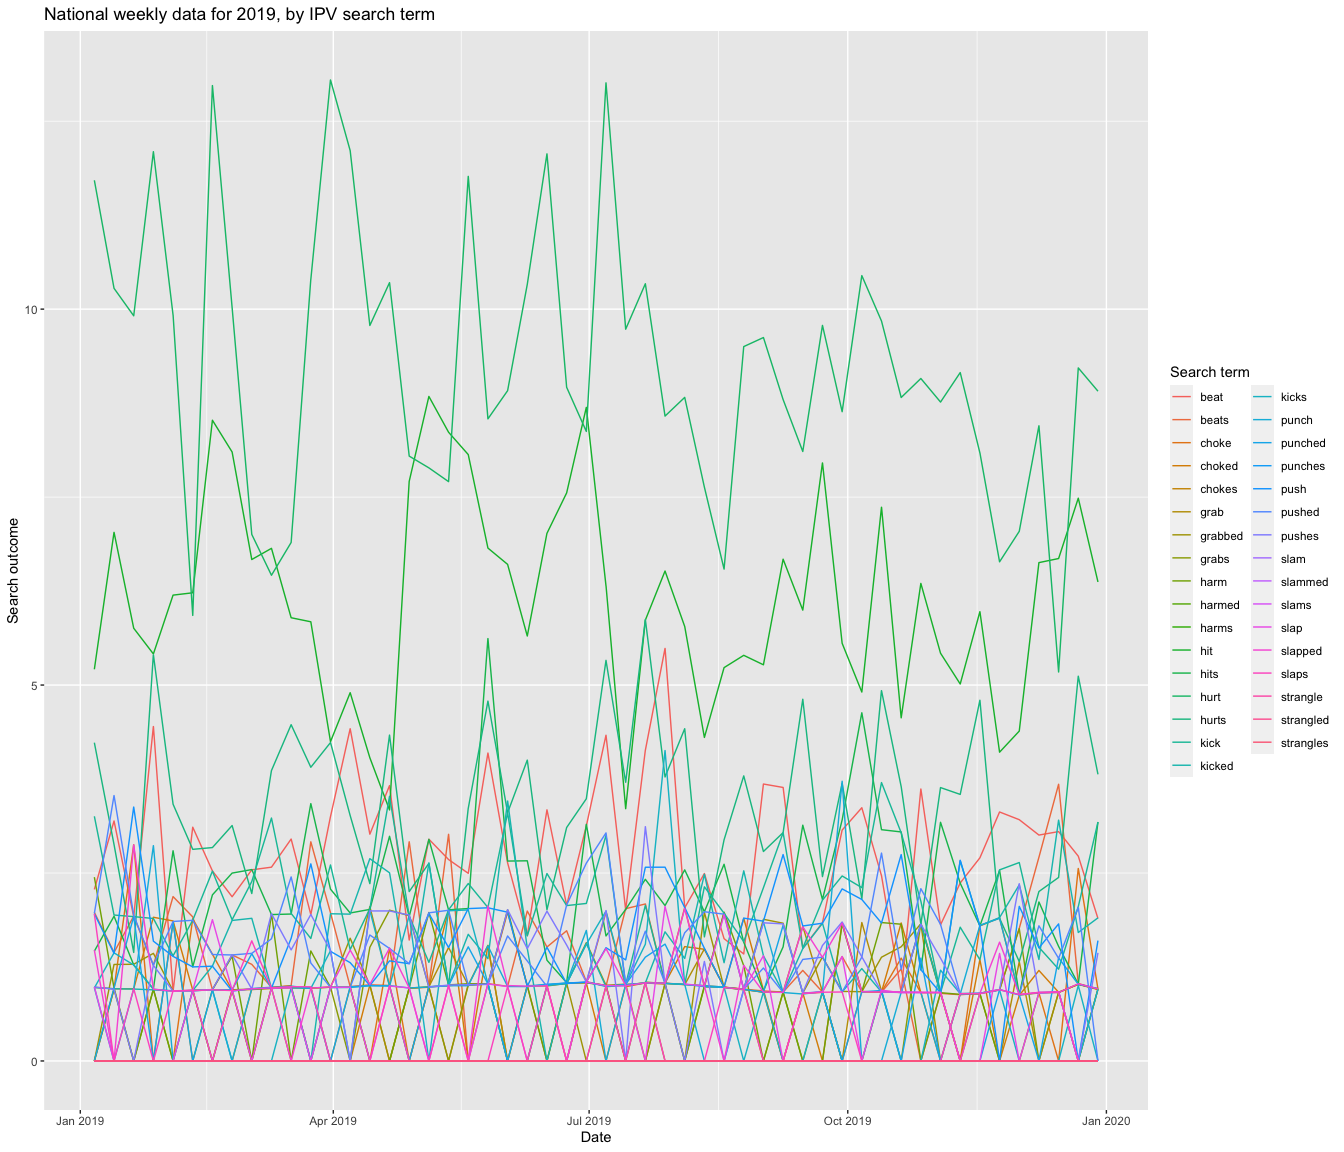 National weekly data for 2019, by IPV search term
Search outcome
10
5
0
Jan 2019
Apr 2019
Jul 2019
Oct 2019
Jan 2020
Date
Search term
beat
beats
choke
choked
chokes
grab
grabbed
grabs
harm
harmed
harms
hit
hits
hurt
hurts
kick
kicked
kicks
punch
punched
punches
push
pushed
pushes
slam
slammed
slams
slap
slapped
slaps
strangle
strangled
strangles